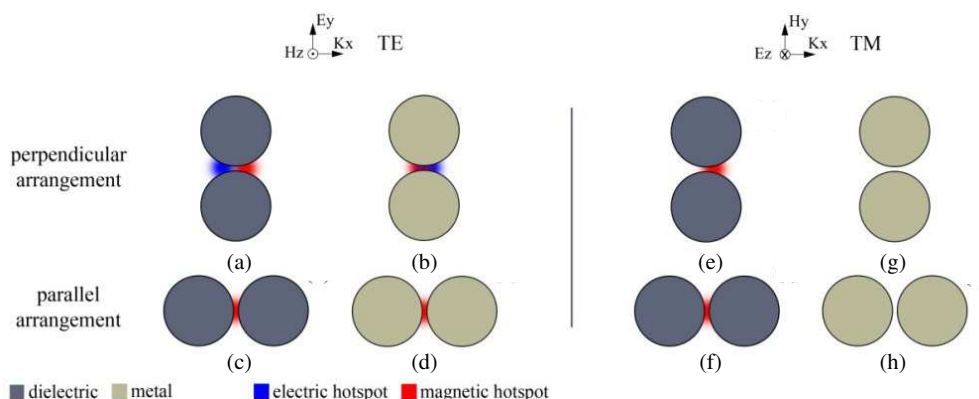 Ey
Hz Kx TE
Hy
Ez Kx TM
perpendicular
arrangement
(a) (b) (e) (g)
parallel
arrangement
(c) (d) (f) (h)
dielectric metal electric hotspot magnetic hotspot